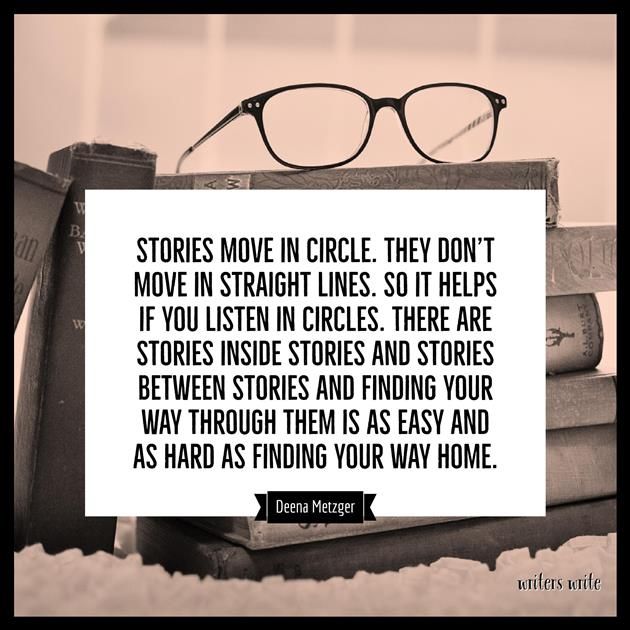 STORIES MOVE IN CIRCLE. THEY DON'T
MOVE IN STRAIGHT LINES. SO IT HELPS
IF YOU LISTEN IN CIRCLES. THERE ARE
STORIES INSIDE STORIES AND STORIES
BETWEEN STORIES AND FINDING YOUR
WAY THROUGH THEM IS AS EASY AND
AS HARD AS FINDING YOUR WAY HOME.
Deena Metzger
A.L. BURT
COMPANY
writers write